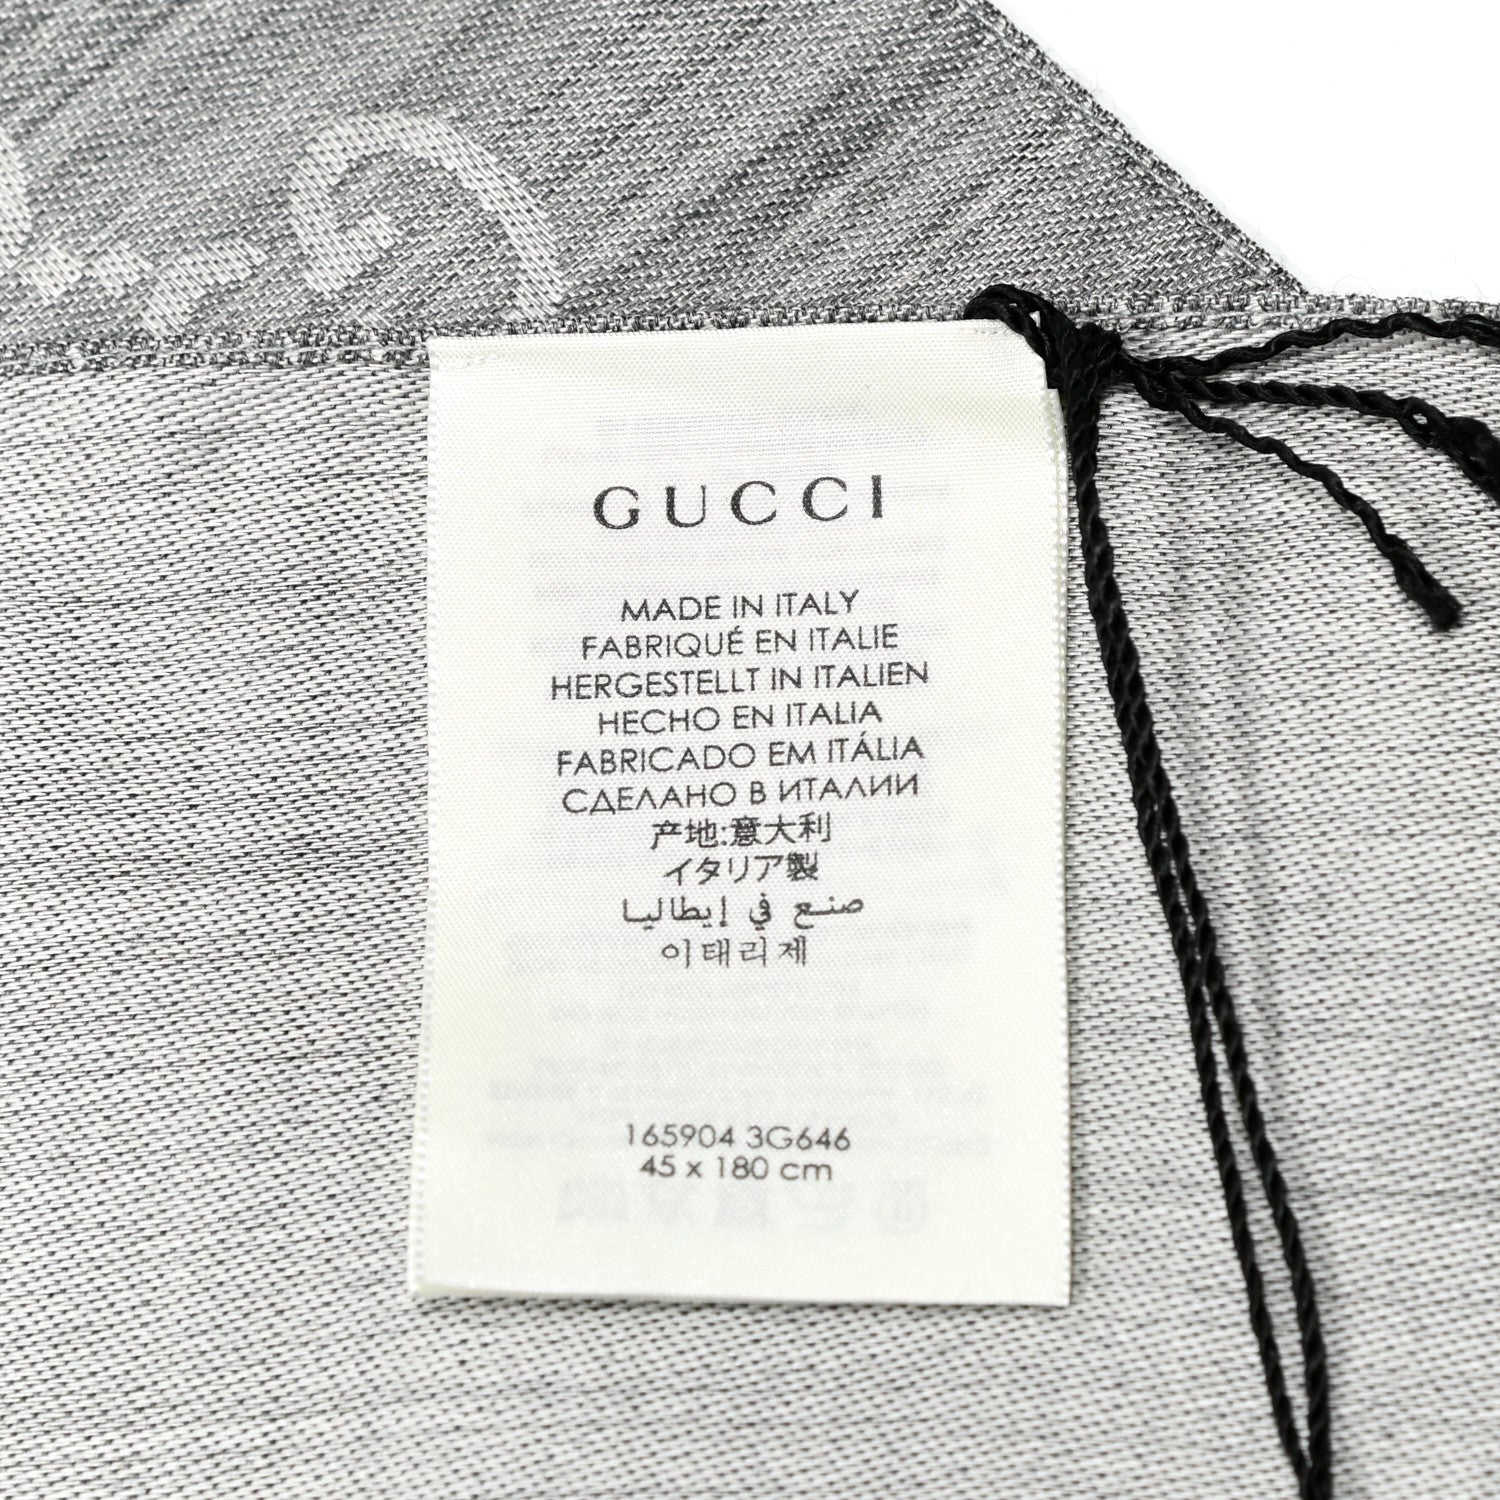 GUCCI
MADE IN ITALY
FABRIQUÉ EN ITALIE
HERGESTELLT IN ITALIEN
HECHO EN ITALIA
FABRICADO EM ITÁLIA
СДЕЛАНО В ИТАЛИИ
产地:意大利
イタリア製
صنع في إيطاليا
이태리제
165904 3G646
45 x 180 cm